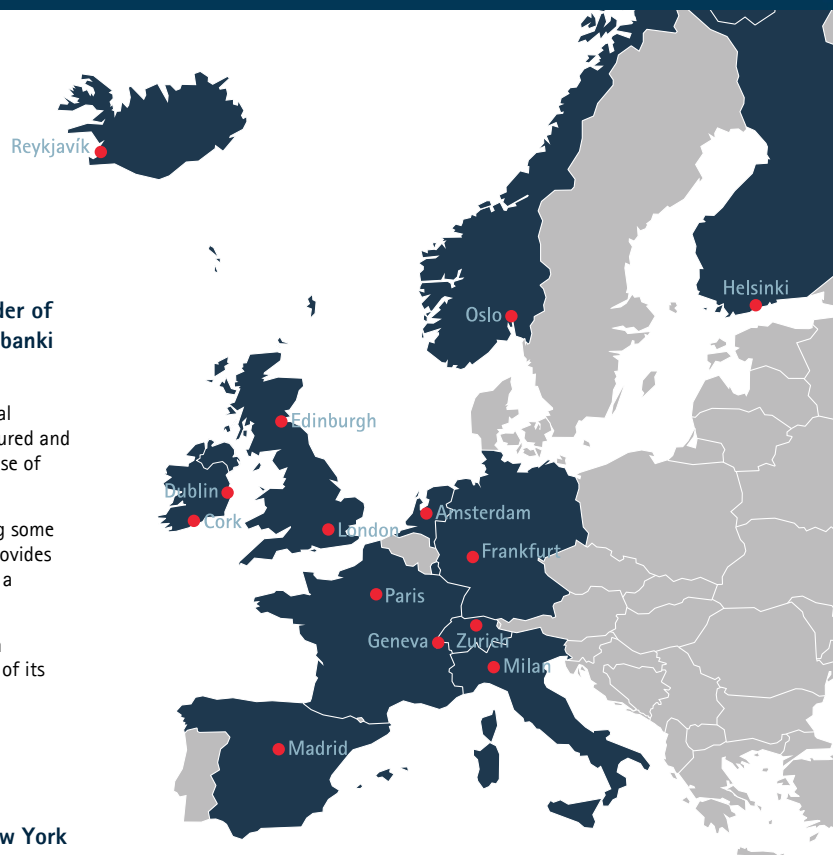 der of
banki
al
ured and
se of
g some
ovides
a
of its
w York
Reykjavík
Oslo
Helsinki
Edinburgh
Dublin
Cork
London
Amsterdam
Frankfurt
Paris
Geneva
Zurich
Milan
Madrid